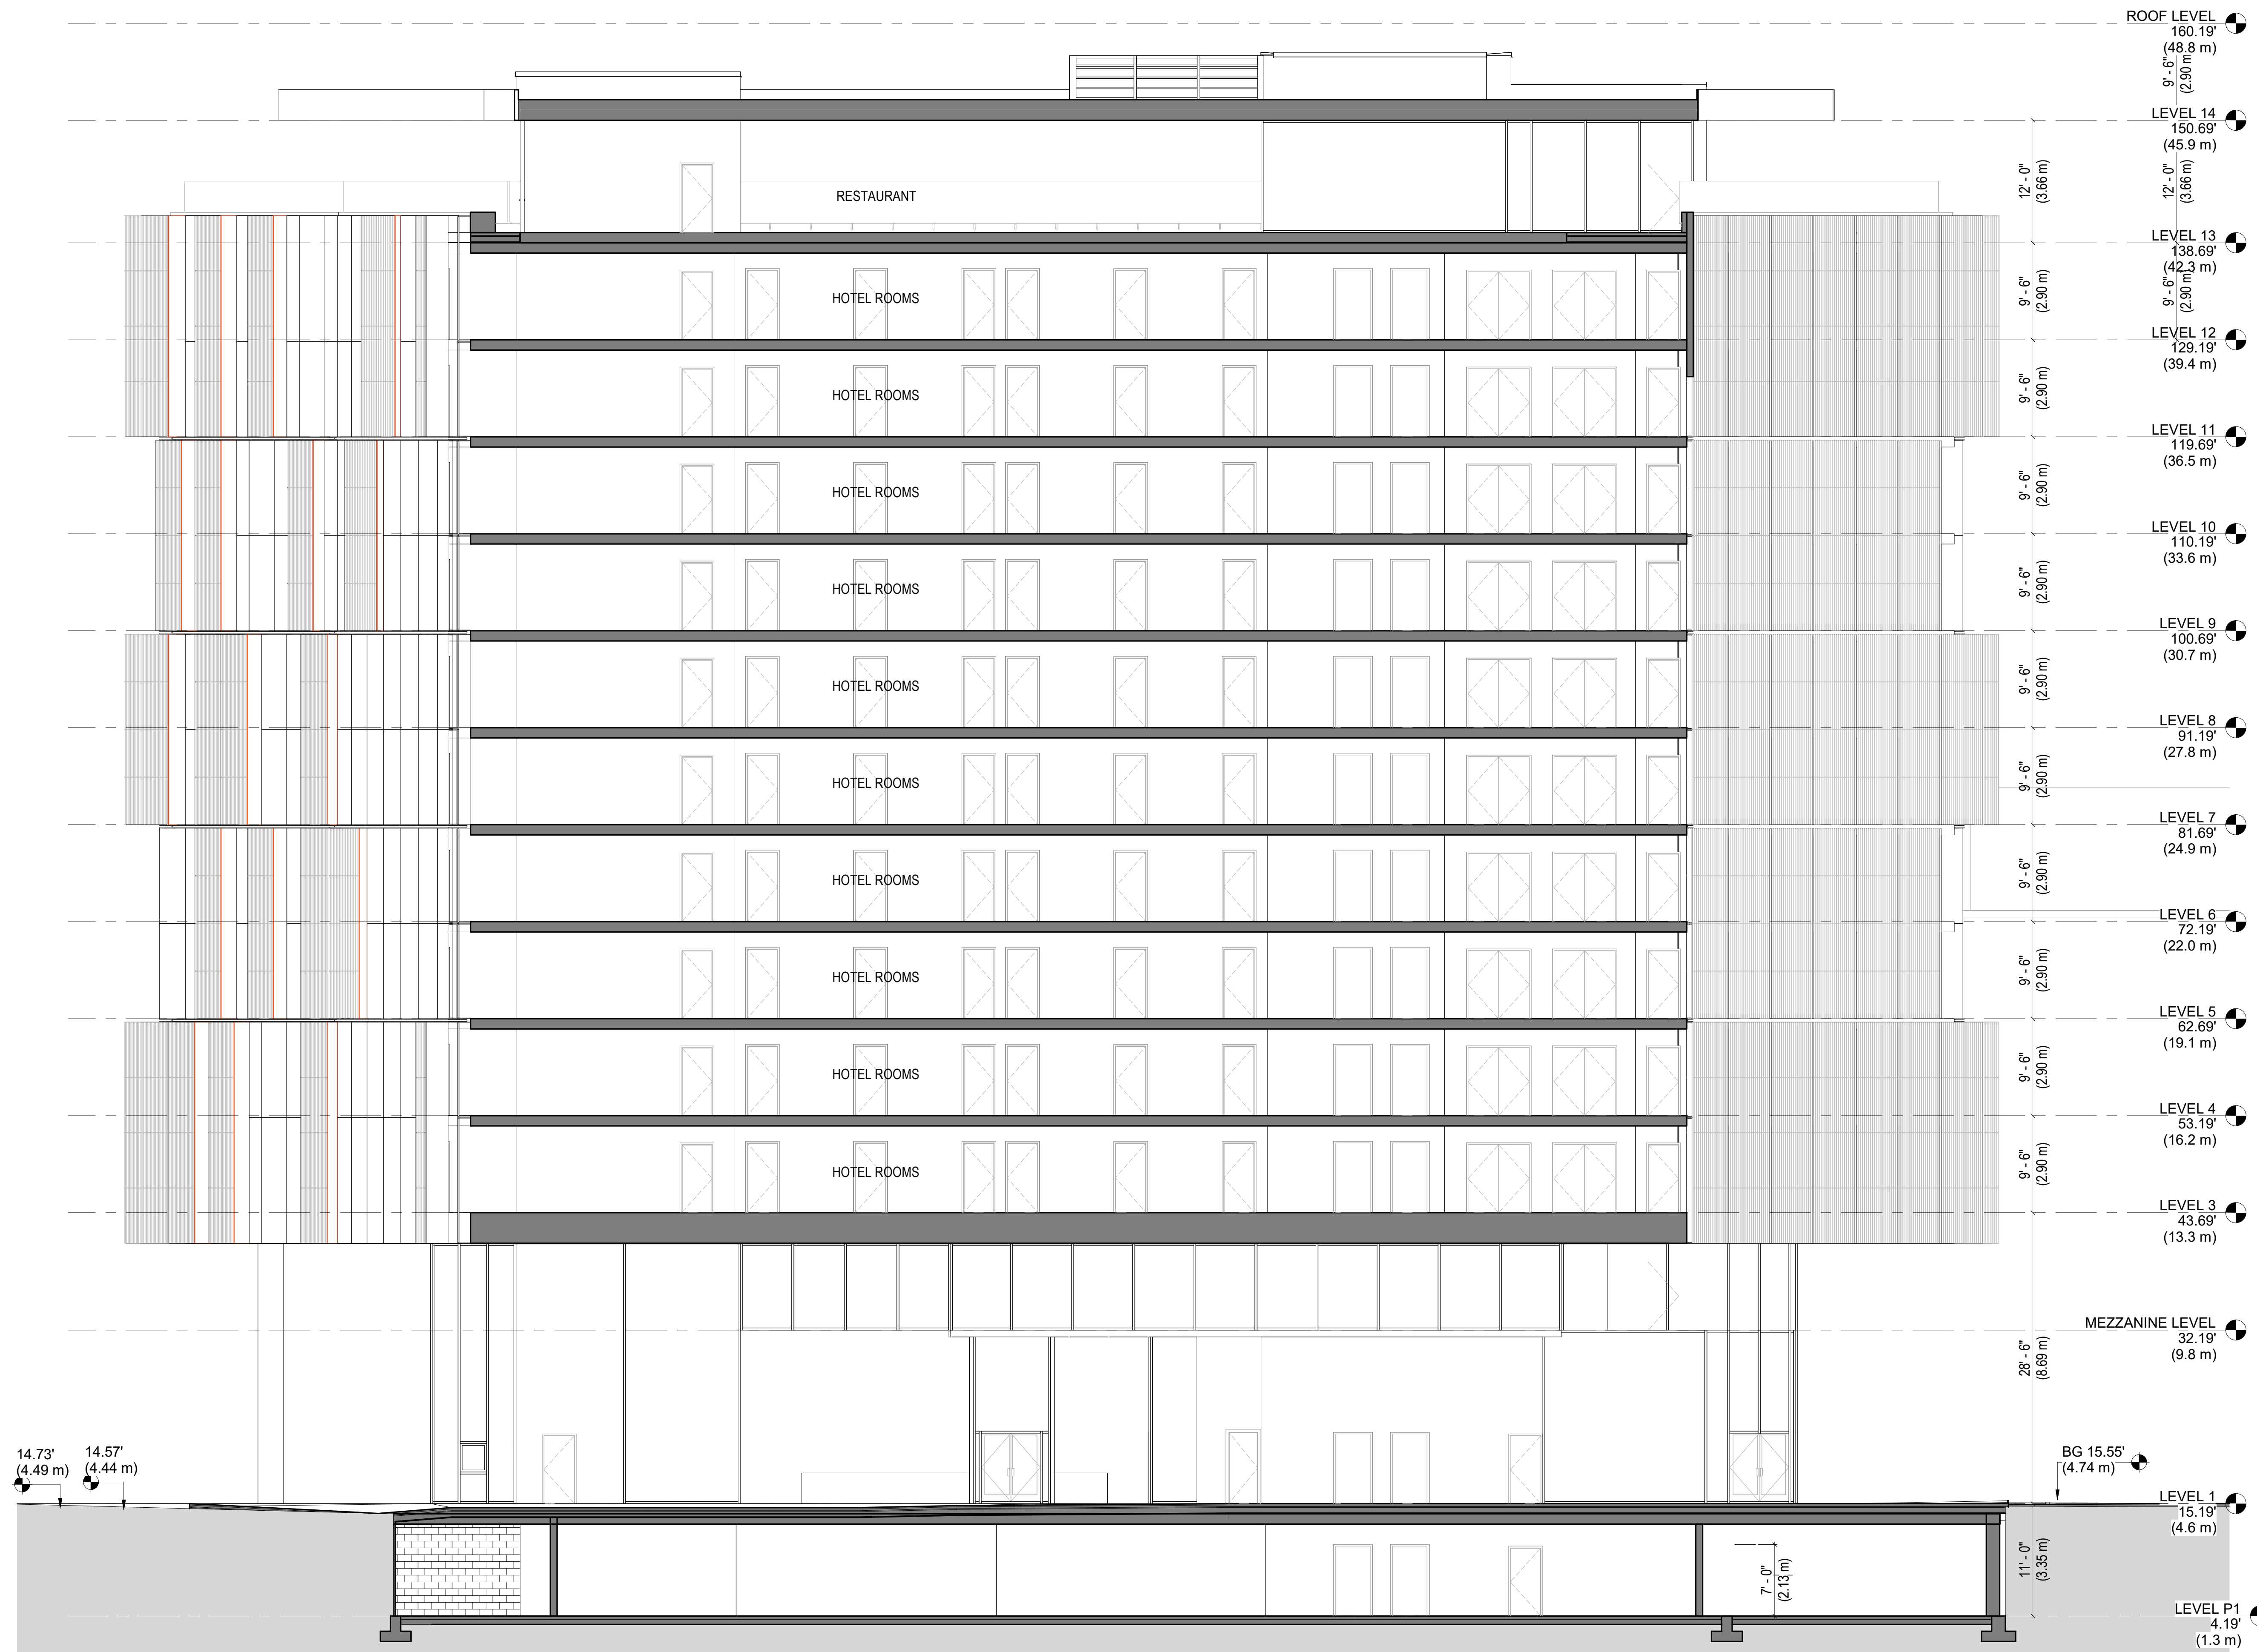 ROOF LEVEL
160.19'
(48.8 m)
9' - 6"
(2.90 m)
LEVEL 14
150.69'
(45.9 m)
12' - 0"
(3.66 m)
12' - 0"
(3.66 m)
RESTAURANT
LEVEL 13
138.69'
(42.3 m)
HOTEL ROOMS
9' - 6"
(2.90 m)
9' - 6"
(2.90 m)
LEVEL 12
129.19'
(39.4 m)
HOTEL ROOMS
9' - 6"
(2.90 m)
LEVEL 11
119.69'
(36.5 m)
HOTEL ROOMS
9' - 6"
(2.90 m)
LEVEL 10
110.19'
(33.6 m)
HOTEL ROOMS
9' - 6"
(2.90 m)
LEVEL 9
100.69'
(30.7 m)
HOTEL ROOMS
9' - 6"
(2.90 m)
LEVEL 8
91.19'
(27.8 m)
HOTEL ROOMS
9' - 6"
(2.90 m)
LEVEL 7
81.69'
(24.9 m)
HOTEL ROOMS
9' - 6"
(2.90 m)
LEVEL 6
72.19'
(22.0 m)
HOTEL ROOMS
9' - 6"
(2.90 m)
LEVEL 5
62.69'
(19.1 m)
HOTEL ROOMS
9' - 6"
(2.90 m)
LEVEL 4
53.19'
(16.2 m)
HOTEL ROOMS
9' - 6"
(2.90 m)
LEVEL 3
43.69'
(13.3 m)
MEZZANINE LEVEL
32.19'
(9.8 m)
28' - 6"
(8.69 m)
14.73'
(4.49 m)
14.57'
(4.44 m)
BG 15.55'
(4.74 m)
LEVEL 1
15.19'
(4.6 m)
11' - 0"
(3.35 m)
7' - 0"
(2.13 m)
LEVEL P1
4.19'
(1.3 m)